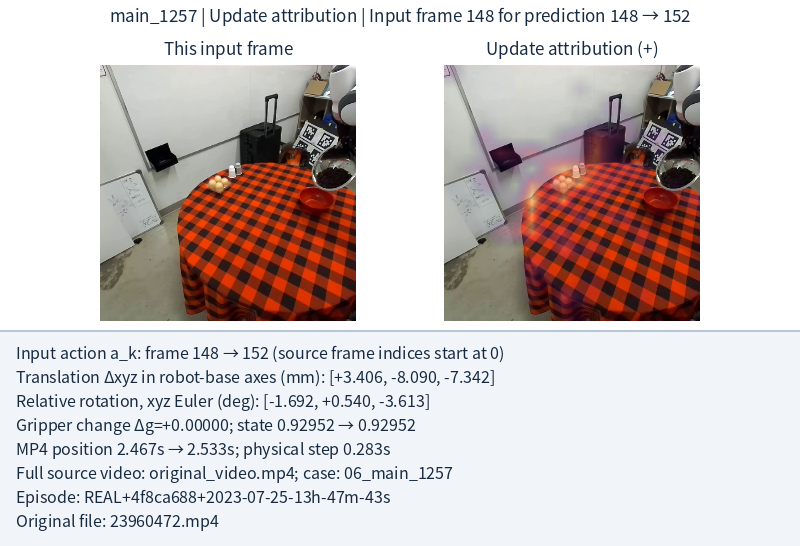 main_1257 | Update attribution | Input frame 148 for prediction 148 → 152
This input frame
Update attribution (+)
Input action a_k: frame 148 → 152 (source frame indices start at 0)
Translation Δxyz in robot-base axes (mm): [+3.406, -8.090, -7.342]
Relative rotation, xyz Euler (deg): [-1.692, +0.540, -3.613]
Gripper change Δg=+0.00000; state 0.92952 → 0.92952
MP4 position 2.467s → 2.533s; physical step 0.283s
Full source video: original_video.mp4; case: 06_main_1257
Episode: REAL+4f8ca688+2023-07-25-13h-47m-43s
Original file: 23960472.mp4